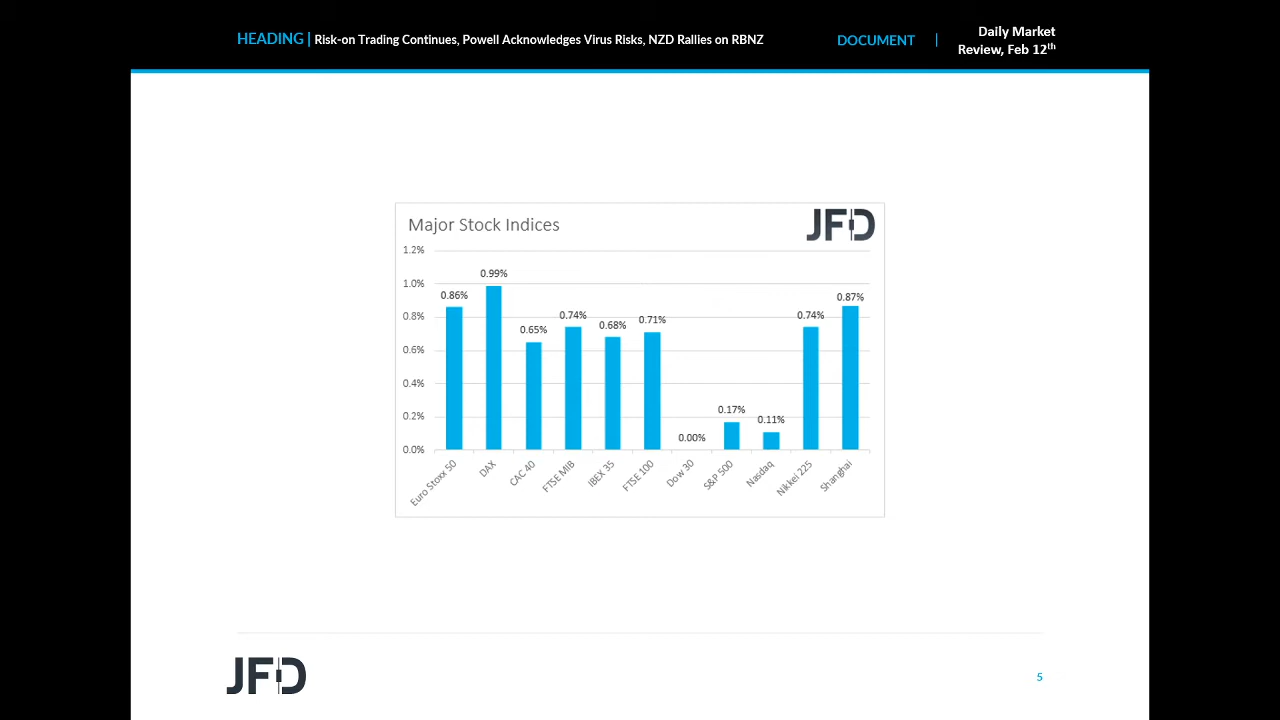 HEADING | Risk-on Trading Continues, Powell Acknowledges Virus Risks, NZD Rallies on RBNZ
DOCUMENT |
Daily Market
Review, Feb 12th
Major Stock Indices
JFD
1.2%
1.0%
0.8%
0.6%
0.4%
0.2%
0.0%
0.86%
0.99%
0.65%
0.74%
0.68%
0.71%
0.00%
0.17%
0.11%
0.74%
0.87%
Euro Stoxx 50
DAX
CAC 40
FTSE MIB
IBEX 35
FTSE 100
Dow 30
S&P 500
Nasdaq
Nikkei 225
Shanghai
JFD
5